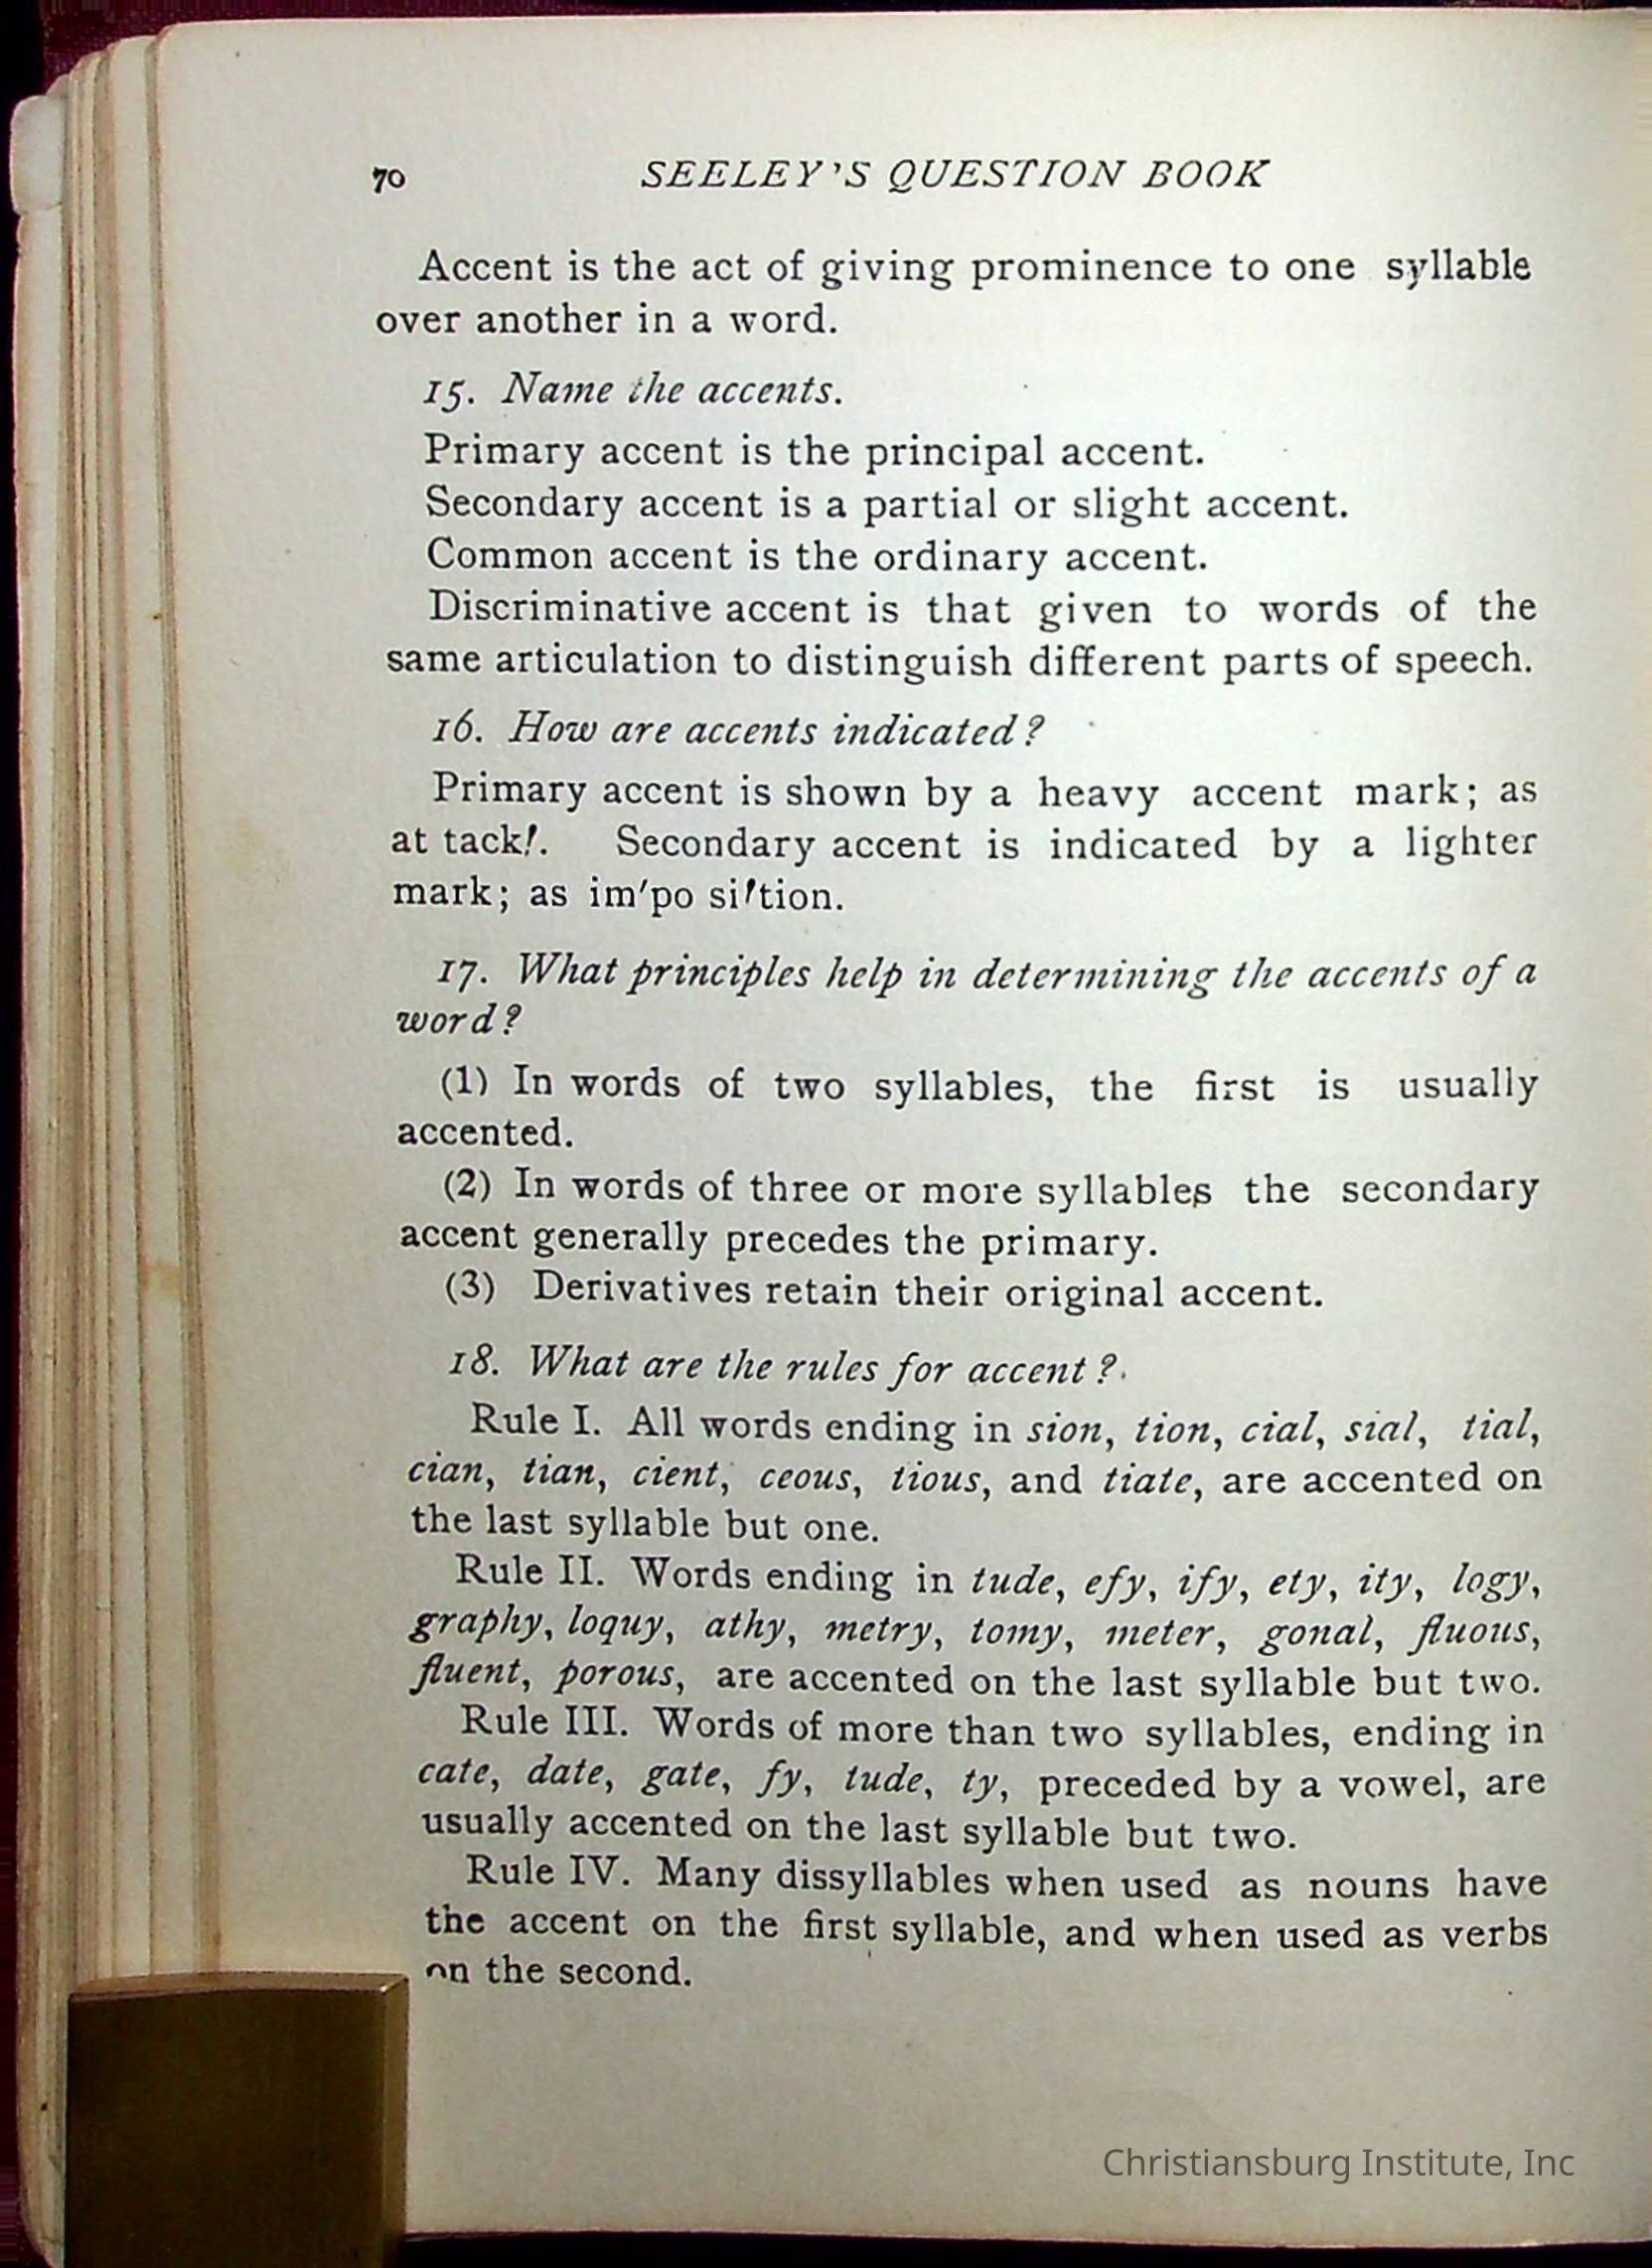 70 SEELEY'S QUESTION BOOK
Accent is the act of giving prominence to one syllable
over another in a word.
15. Name the accents.
Primary accent is the principal accent.
Secondary accent is a partial or slight accent.
Common accent is the ordinary accent.
Discriminative accent is that given to words of the
same articulation to distinguish different parts of speech.
16. How are accents indicated?
Primary accent is shown by a heavy accent mark; as
at tack′. Secondary accent is indicated by a lighter
mark; as im′po si′tion.
17. What principles help in determining the accents of a
word?
(1) In words of two syllables, the first is usually
accented.
(2) In words of three or more syllables the secondary
accent generally precedes the primary.
(3) Derivatives retain their original accent.
18. What are the rules for accent?
Rule I. All words ending in sion, tion, cial, sial, tial,
cian, tian, cient, ceous, tious, and tiate, are accented on
the last syllable but one.
Rule II. Words ending in tude, efy, ify, ety, ity, logy,
graphy, loquy, athy, metry, tomy, meter, gonal, fluous,
fluent, porous, are accented on the last syllable but two.
Rule III. Words of more than two syllables, ending in
cate, date, gate, fy, tude, ty, preceded by a vowel, are
usually accented on the last syllable but two.
Rule IV. Many dissyllables when used as nouns have
the accent on the first syllable, and when used as verbs
on the second.
Christiansburg Institute, Inc